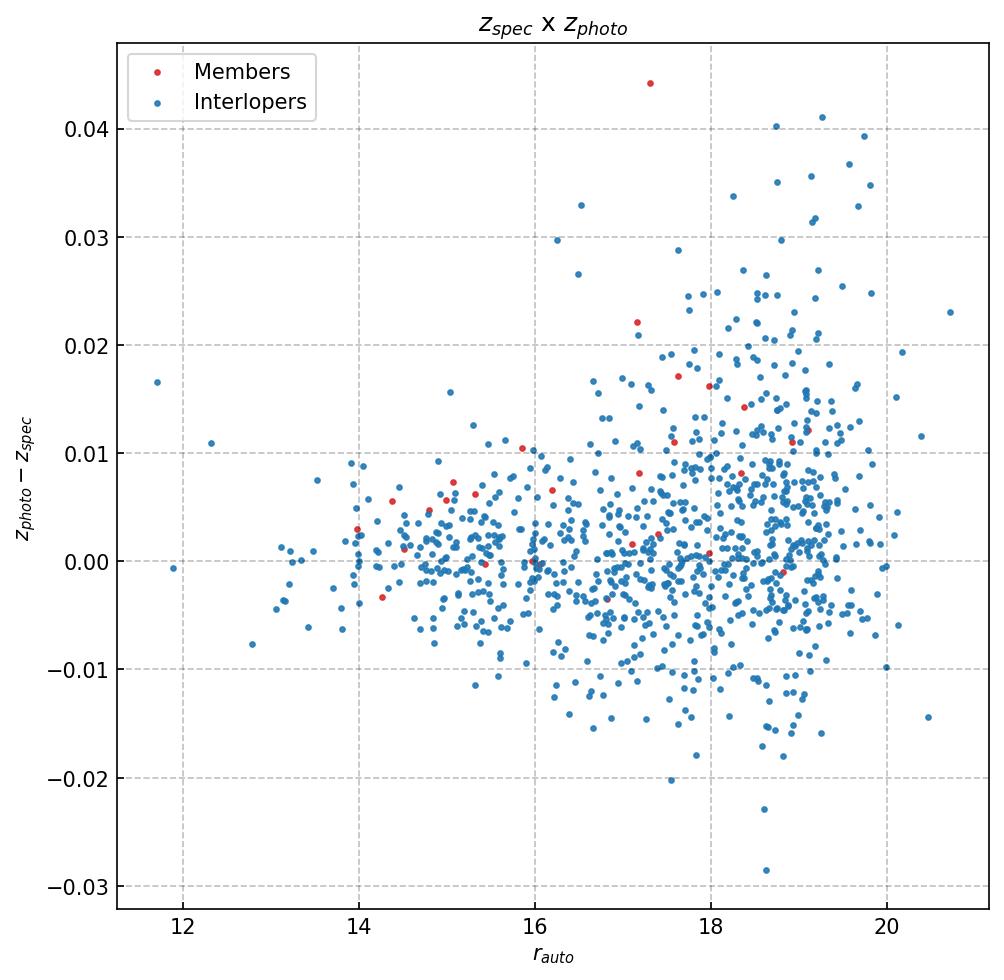 z_spec x z_photo
Members
Interlopers
0.04
0.03
0.02
0.01
0.00
−0.01
−0.02
−0.03
z_photo − z_spec
12 14 16 18 20
r_auto